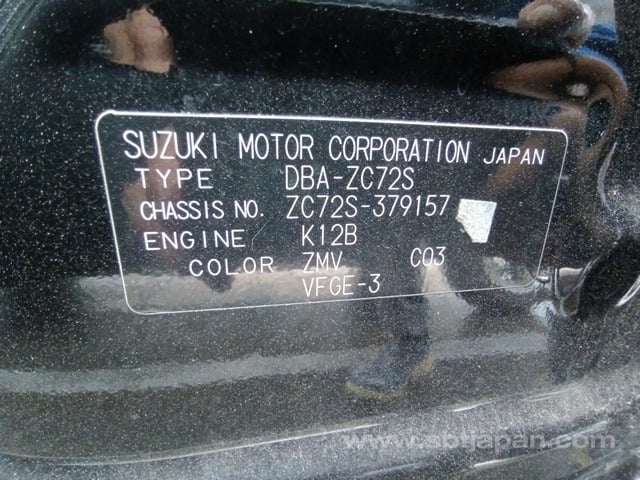 SUZUKI MOTOR CORPORATION JAPAN
TYPE DBA-ZC72S
CHASSIS NO. ZC72S-379157
ENGINE K12B
COLOR ZMV C03
VFGE-3
www.sbtjapan.com